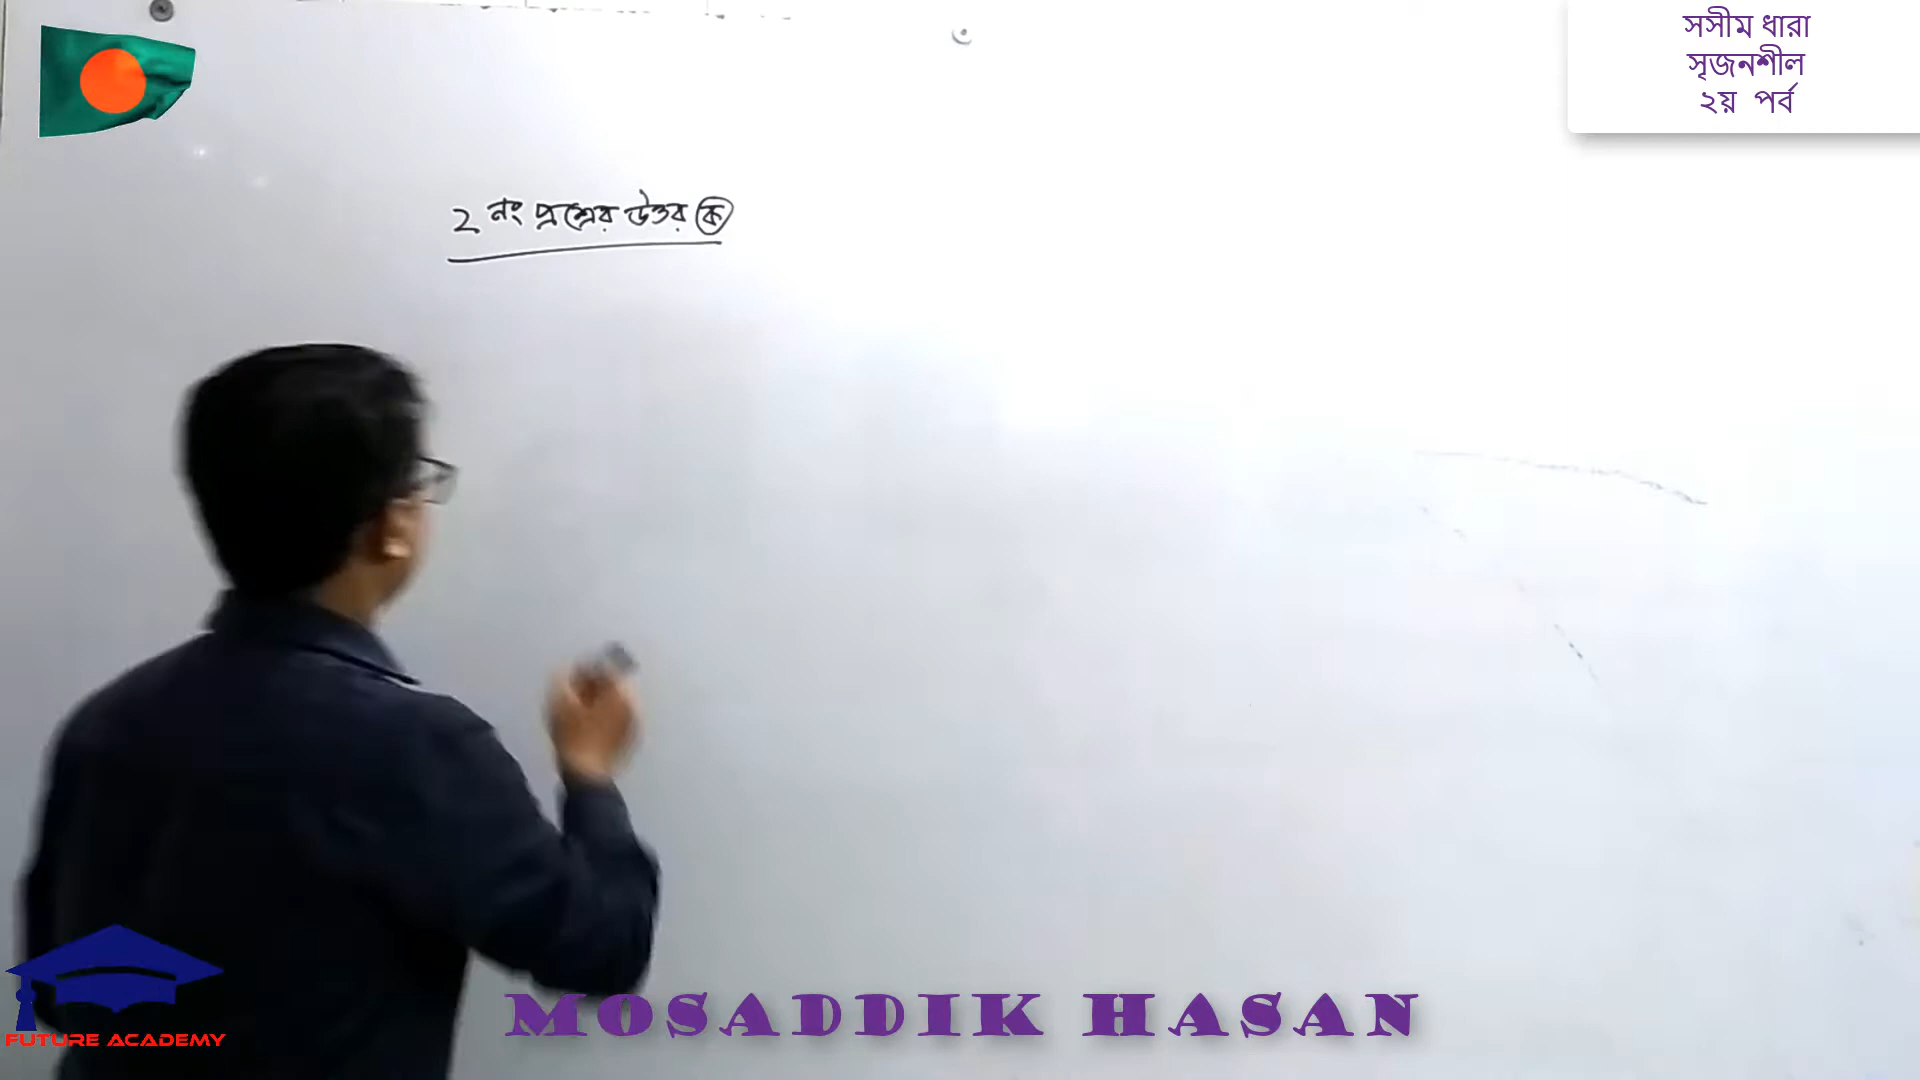 সসীম ধারা
সৃজনশীল
২য় পর্ব
2 নং প্রশ্নের উত্তর ক
FUTURE ACADEMY
MOSADDIK HASAN